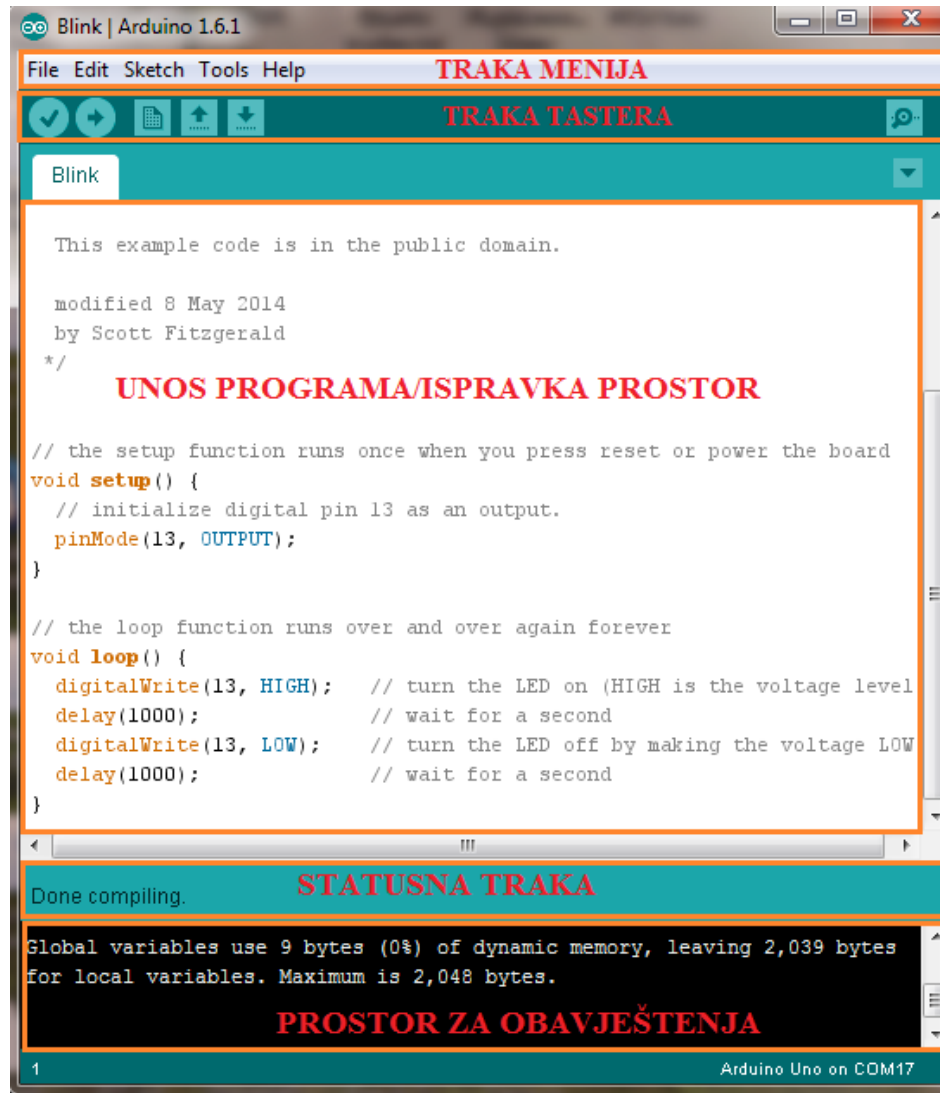 Blink | Arduino 1.6.1
File Edit Sketch Tools Help TRAKA MENIJA
TRAKA TASTERA
Blink
This example code is in the public domain.
modified 8 May 2014
by Scott Fitzgerald
*/
UNOS PROGRAMA/ISPRAVKA PROSTOR
// the setup function runs once when you press reset or power the board
void setup() {
// initialize digital pin 13 as an output.
pinMode(13, OUTPUT);
}
// the loop function runs over and over again forever
void loop() {
digitalWrite(13, HIGH); // turn the LED on (HIGH is the voltage level
delay(1000); // wait for a second
digitalWrite(13, LOW); // turn the LED off by making the voltage LOW
delay(1000); // wait for a second
}
Done compiling. STATUSNA TRAKA
Global variables use 9 bytes (0%) of dynamic memory, leaving 2,039 bytes
for local variables. Maximum is 2,048 bytes.
PROSTOR ZA OBAVJEŠTENJA
1 Arduino Uno on COM17